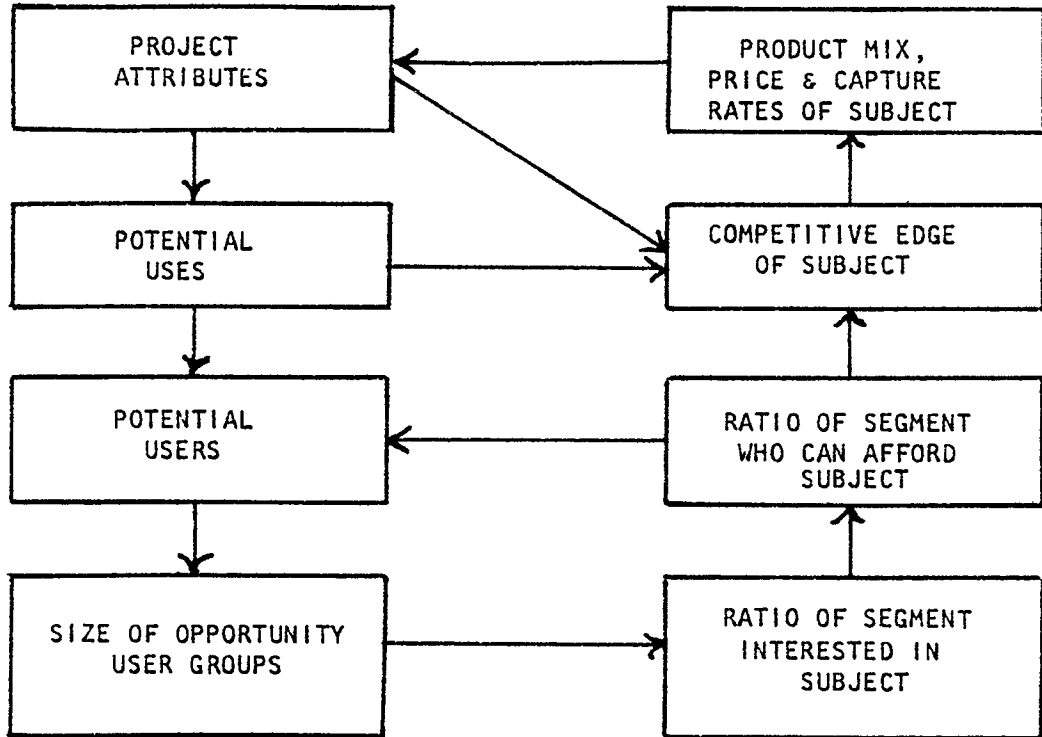 PROJECT
ATTRIBUTES
PRODUCT MIX,
PRICE & CAPTURE
RATES OF SUBJECT
POTENTIAL
USES
COMPETITIVE EDGE
OF SUBJECT
POTENTIAL
USERS
RATIO OF SEGMENT
WHO CAN AFFORD
SUBJECT
SIZE OF OPPORTUNITY
USER GROUPS
RATIO OF SEGMENT
INTERESTED IN
SUBJECT